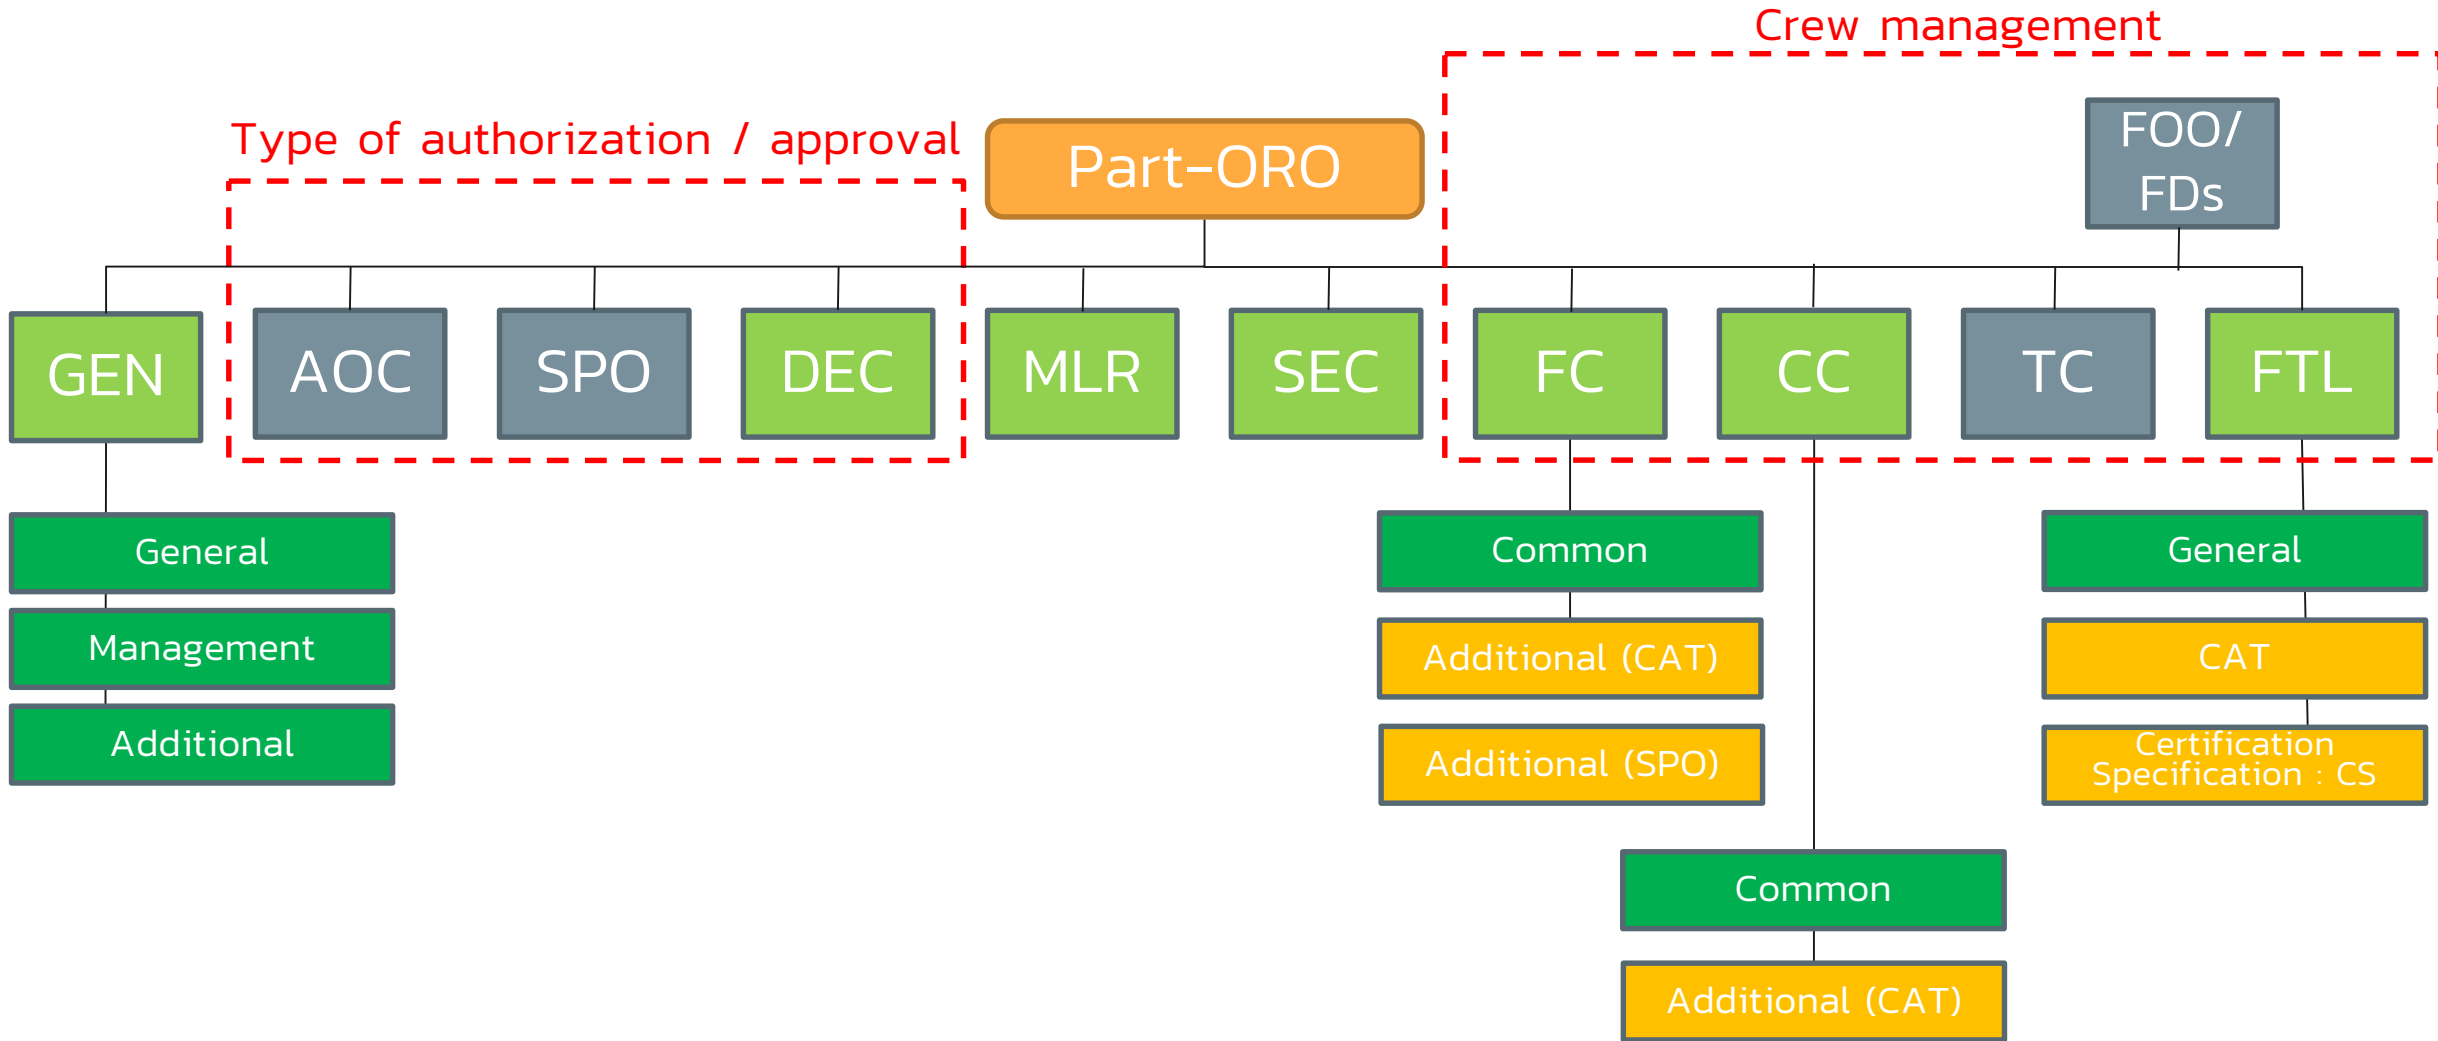 Crew management
Type of authorization / approval
Part-ORO
FOO/
FDs
GEN
AOC
SPO
DEC
MLR
SEC
FC
CC
TC
FTL
General
Management
Additional
Common
Additional (CAT)
Additional (SPO)
Common
Additional (CAT)
General
CAT
Certification
Specification : CS